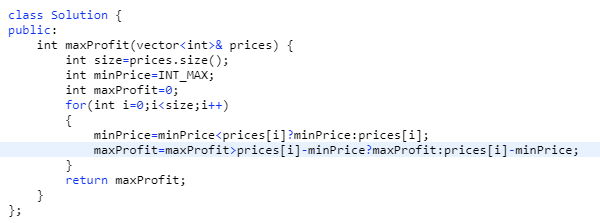 class Solution {
public:
    int maxProfit(vector<int>& prices) {
        int size=prices.size();
        int minPrice=INT_MAX;
        int maxProfit=0;
        for(int i=0;i<size;i++)
        {
            minPrice=minPrice<prices[i]?minPrice:prices[i];
            maxProfit=maxProfit>prices[i]-minPrice?maxProfit:prices[i]-minPrice;
        }
        return maxProfit;
    }
};